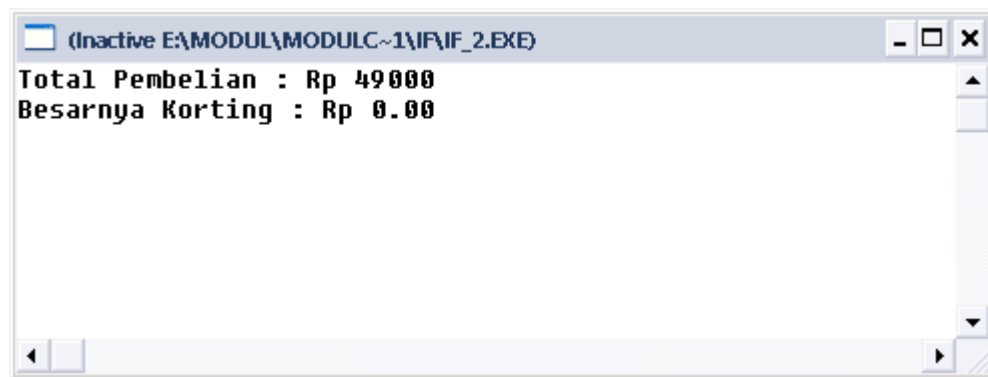 (Inactive E:\MODUL\MODULC~1\IF\IF_2.EXE)
Total Pembelian : Rp 49000
Besarnya Korting : Rp 0.00